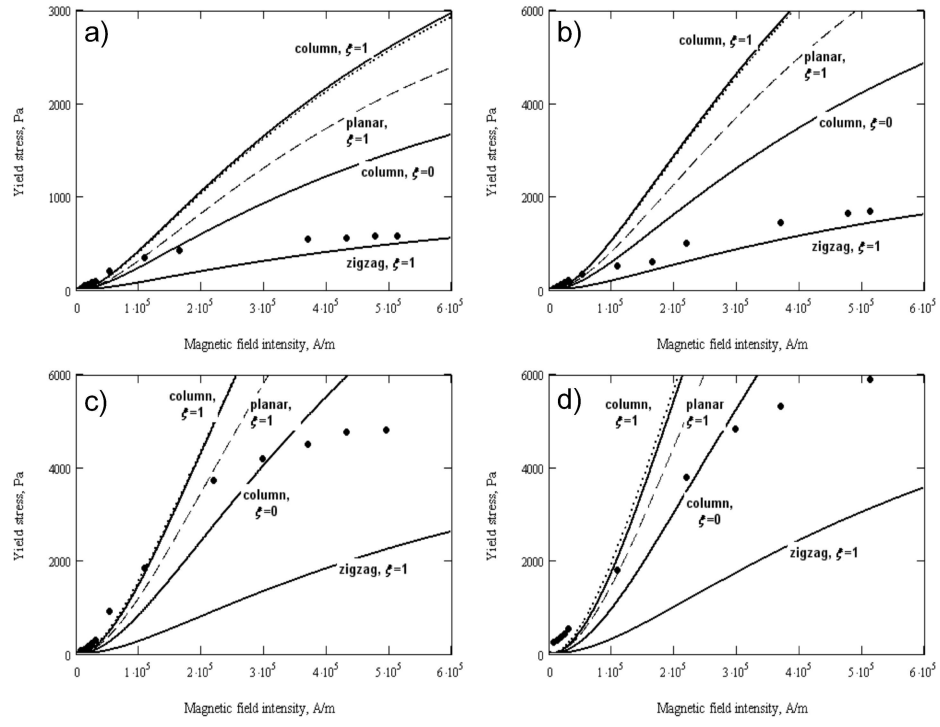 a)
3000
2000
1000
0
Yield stress, Pa
column, ξ=1
planar,
ξ=1
column, ξ=0
zigzag, ξ=1
0 1·10⁵ 2·10⁵ 3·10⁵ 4·10⁵ 5·10⁵ 6·10⁵
Magnetic field intensity, A/m
b)
6000
4000
2000
0
Yield stress, Pa
column, ξ=1
planar,
ξ=1
column, ξ=0
zigzag, ξ=1
0 1·10⁵ 2·10⁵ 3·10⁵ 4·10⁵ 5·10⁵ 6·10⁵
Magnetic field intensity, A/m
c)
6000
4000
2000
0
Yield stress, Pa
column,
ξ=1
planar,
ξ=1
column,
ξ=0
zigzag, ξ=1
0 1·10⁵ 2·10⁵ 3·10⁵ 4·10⁵ 5·10⁵ 6·10⁵
Magnetic field intensity, A/m
d)
6000
4000
2000
0
Yield stress, Pa
column,
ξ=1
planar
ξ=1
column,
ξ=0
zigzag, ξ=1
0 1·10⁵ 2·10⁵ 3·10⁵ 4·10⁵ 5·10⁵ 6·10⁵
Magnetic field intensity, A/m